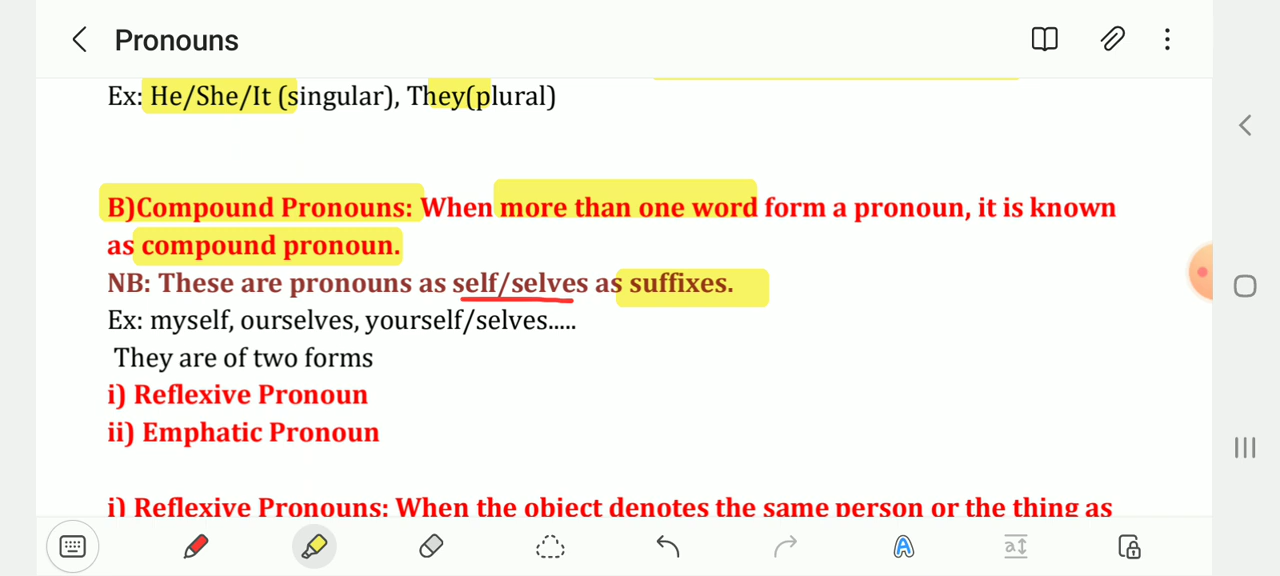 Pronouns
Ex: He/She/It (singular), They(plural)
B)Compound Pronouns: When more than one word form a pronoun, it is known
as compound pronoun.
NB: These are pronouns as self/selves as suffixes.
Ex: myself, ourselves, yourself/selves.....
They are of two forms
i) Reflexive Pronoun
ii) Emphatic Pronoun
i) Reflexive Pronouns: When the object denotes the same person or the thing as